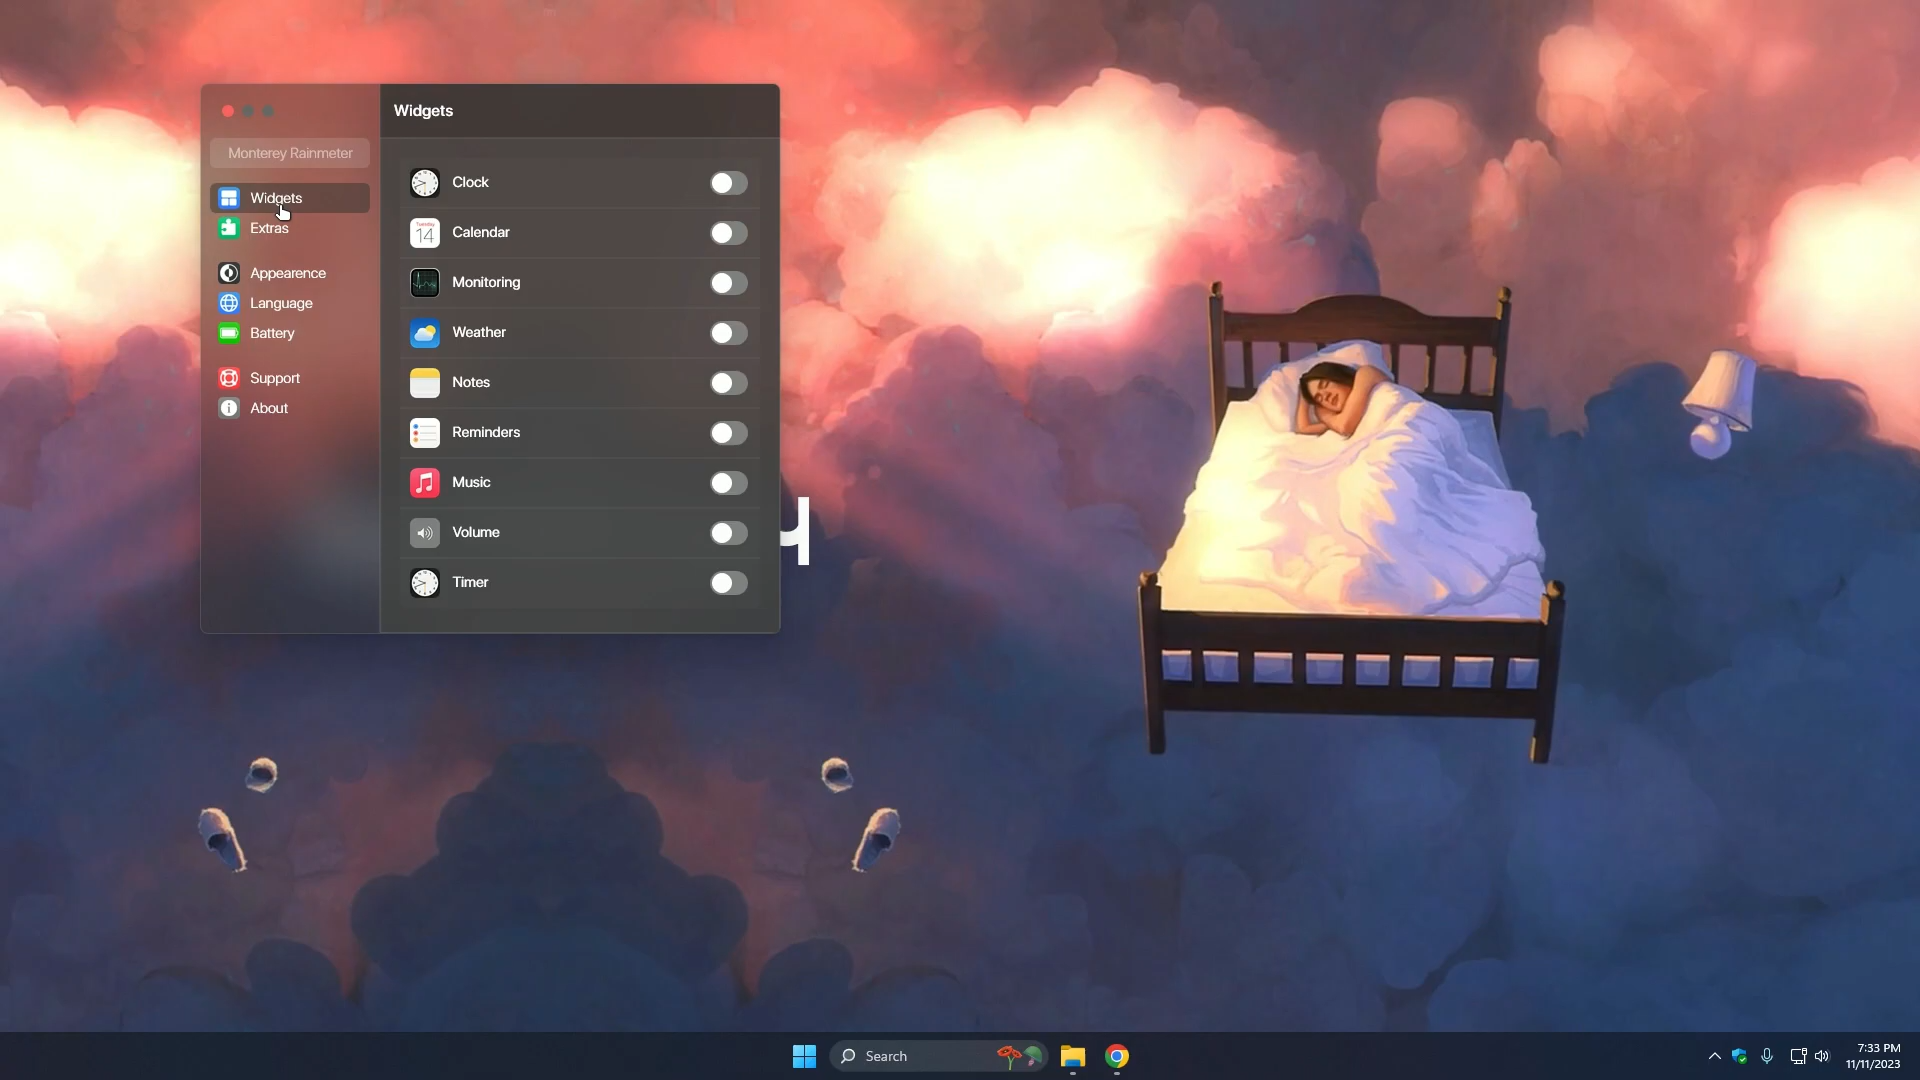 Widgets
Monterey Rainmeter
Widgets
Extras
Appearence
Language
Battery
Support
About
Clock
Calendar
14
Monitoring
Weather
Notes
Reminders
Music
Volume
Timer
Search
7:33 PM
11/11/2023